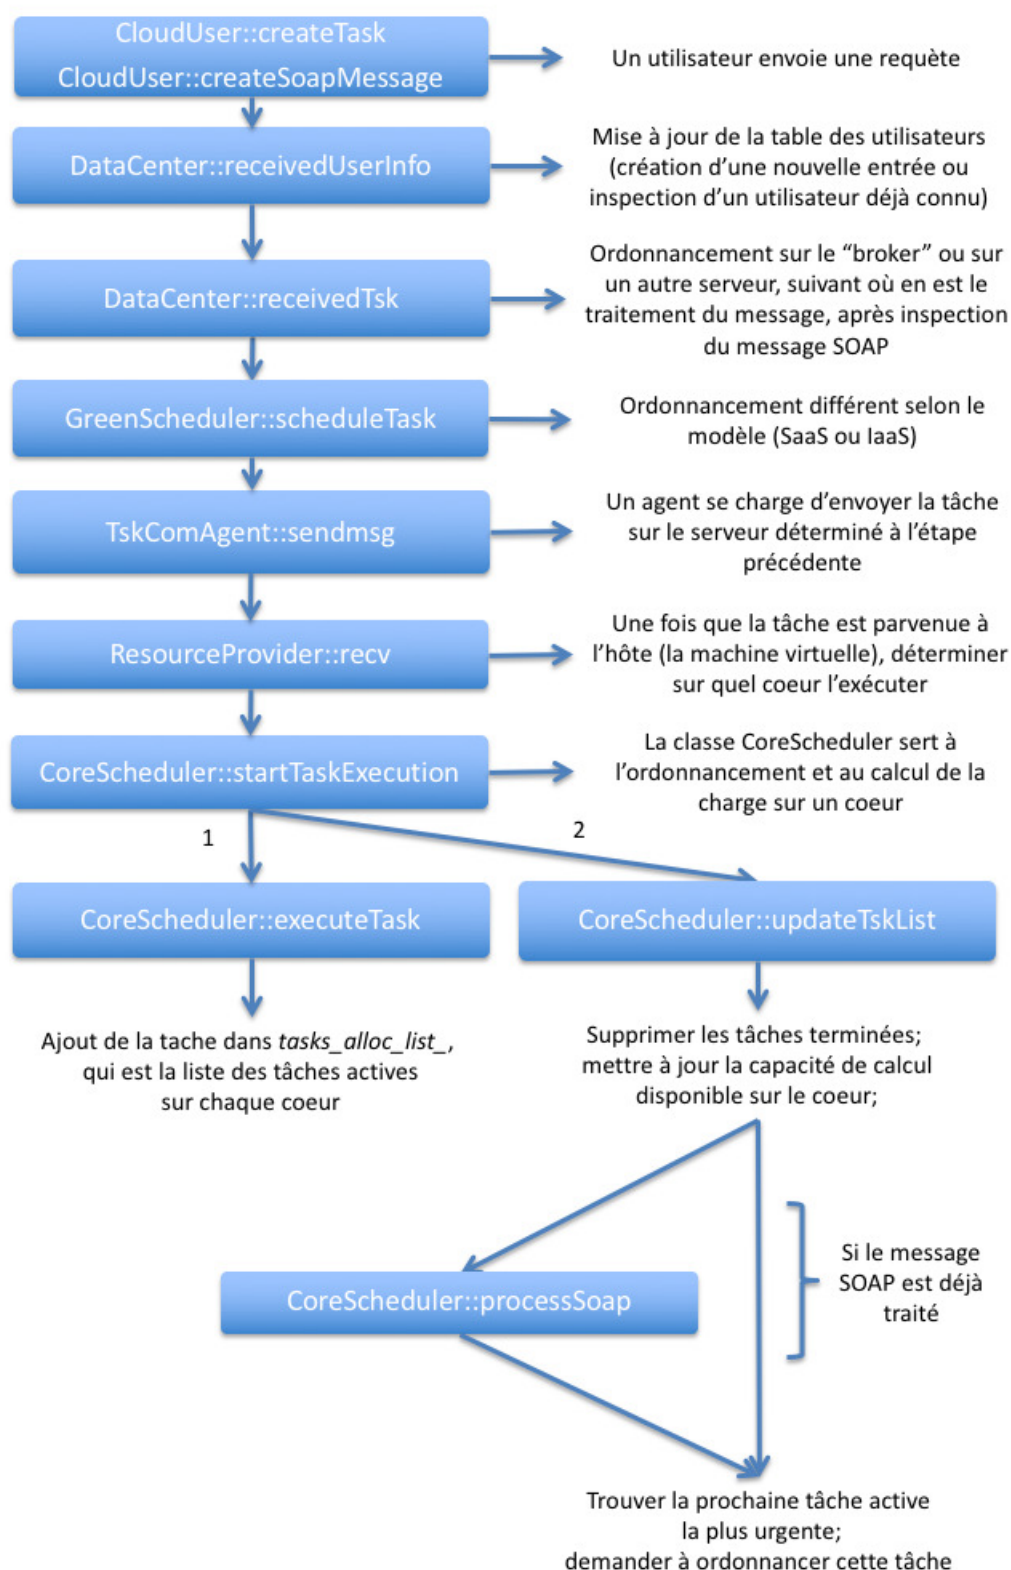 CloudUser::createTask
CloudUser::createSoapMessage
Un utilisateur envoie une requète
DataCenter::receivedUserInfo
Mise à jour de la table des utilisateurs
(création d’une nouvelle entrée ou
inspection d’un utilisateur déjà connu)
DataCenter::receivedTsk
Ordonnancement sur le “broker” ou sur
un autre serveur, suivant où en est le
traitement du message, après inspection
du message SOAP
GreenScheduler::scheduleTask
Ordonnancement différent selon le
modèle (SaaS ou IaaS)
TskComAgent::sendmsg
Un agent se charge d’envoyer la tâche
sur le serveur déterminé à l’étape
précédente
ResourceProvider::recv
Une fois que la tâche est parvenue à
l’hôte (la machine virtuelle), déterminer
sur quel coeur l’exécuter
CoreScheduler::startTaskExecution
La classe CoreScheduler sert à
l’ordonnancement et au calcul de la
charge sur un coeur
1
2
CoreScheduler::executeTask
CoreScheduler::updateTskList
Ajout de la tache dans tasks_alloc_list_,
qui est la liste des tâches actives
sur chaque coeur
Supprimer les tâches terminées;
mettre à jour la capacité de calcul
disponible sur le coeur;
CoreScheduler::processSoap
Si le message
SOAP est déjà
traité
Trouver la prochaine tâche active
la plus urgente;
demander à ordonnancer cette tâche